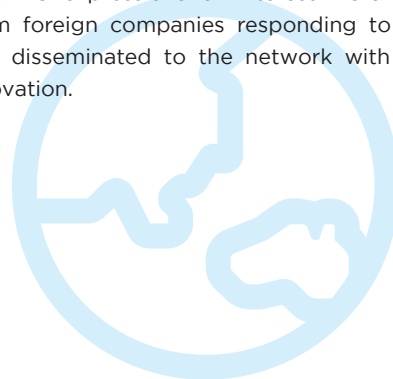 m foreign companies responding to
disseminated to the network with
ovation.